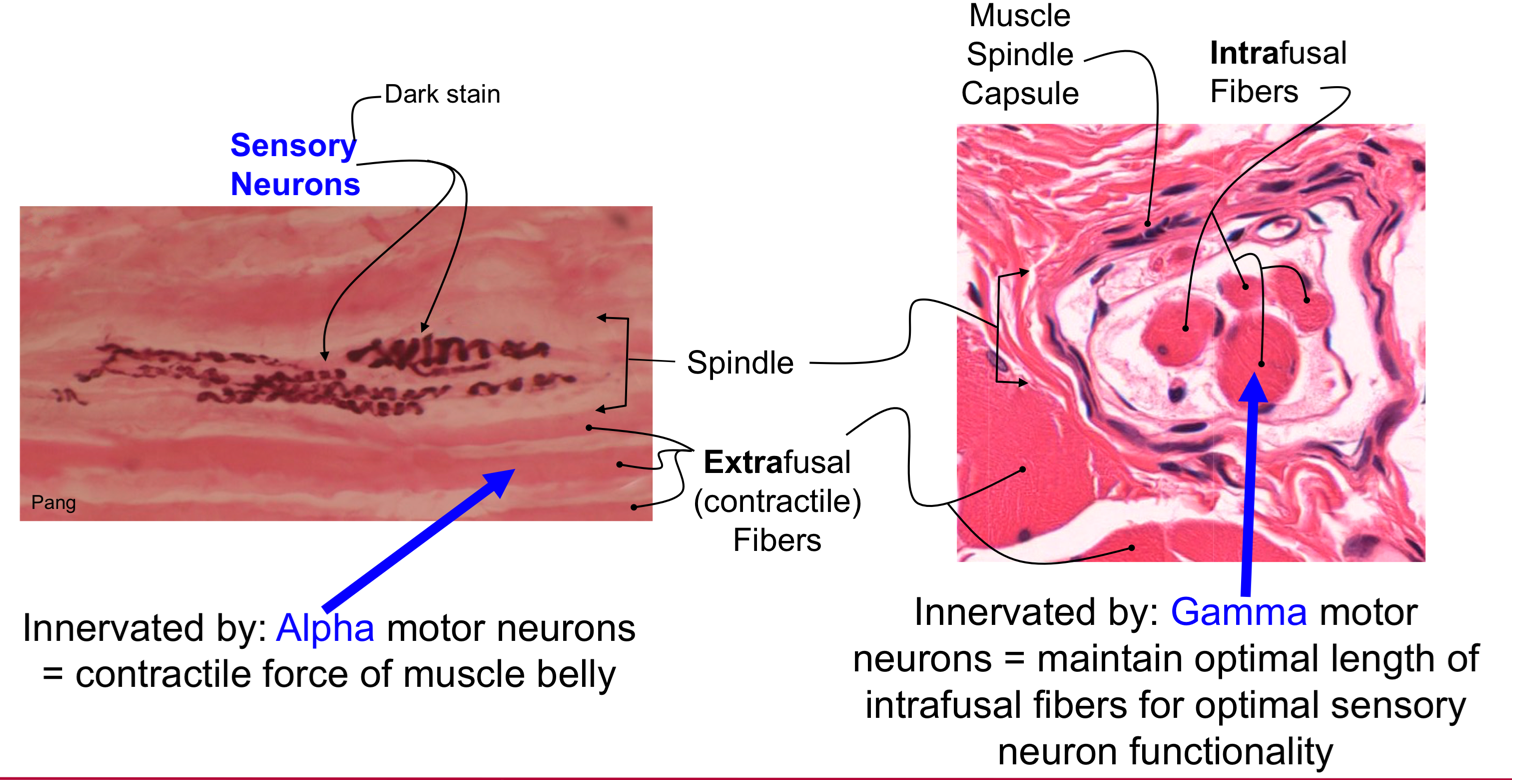 Muscle
Spindle
Capsule
Intrafusal
Fibers
Dark stain
Sensory
Neurons
Spindle
Extrafusal
(contractile)
Fibers
Pang
Innervated by: Alpha motor neurons
= contractile force of muscle belly
Innervated by: Gamma motor
neurons = maintain optimal length of
intrafusal fibers for optimal sensory
neuron functionality